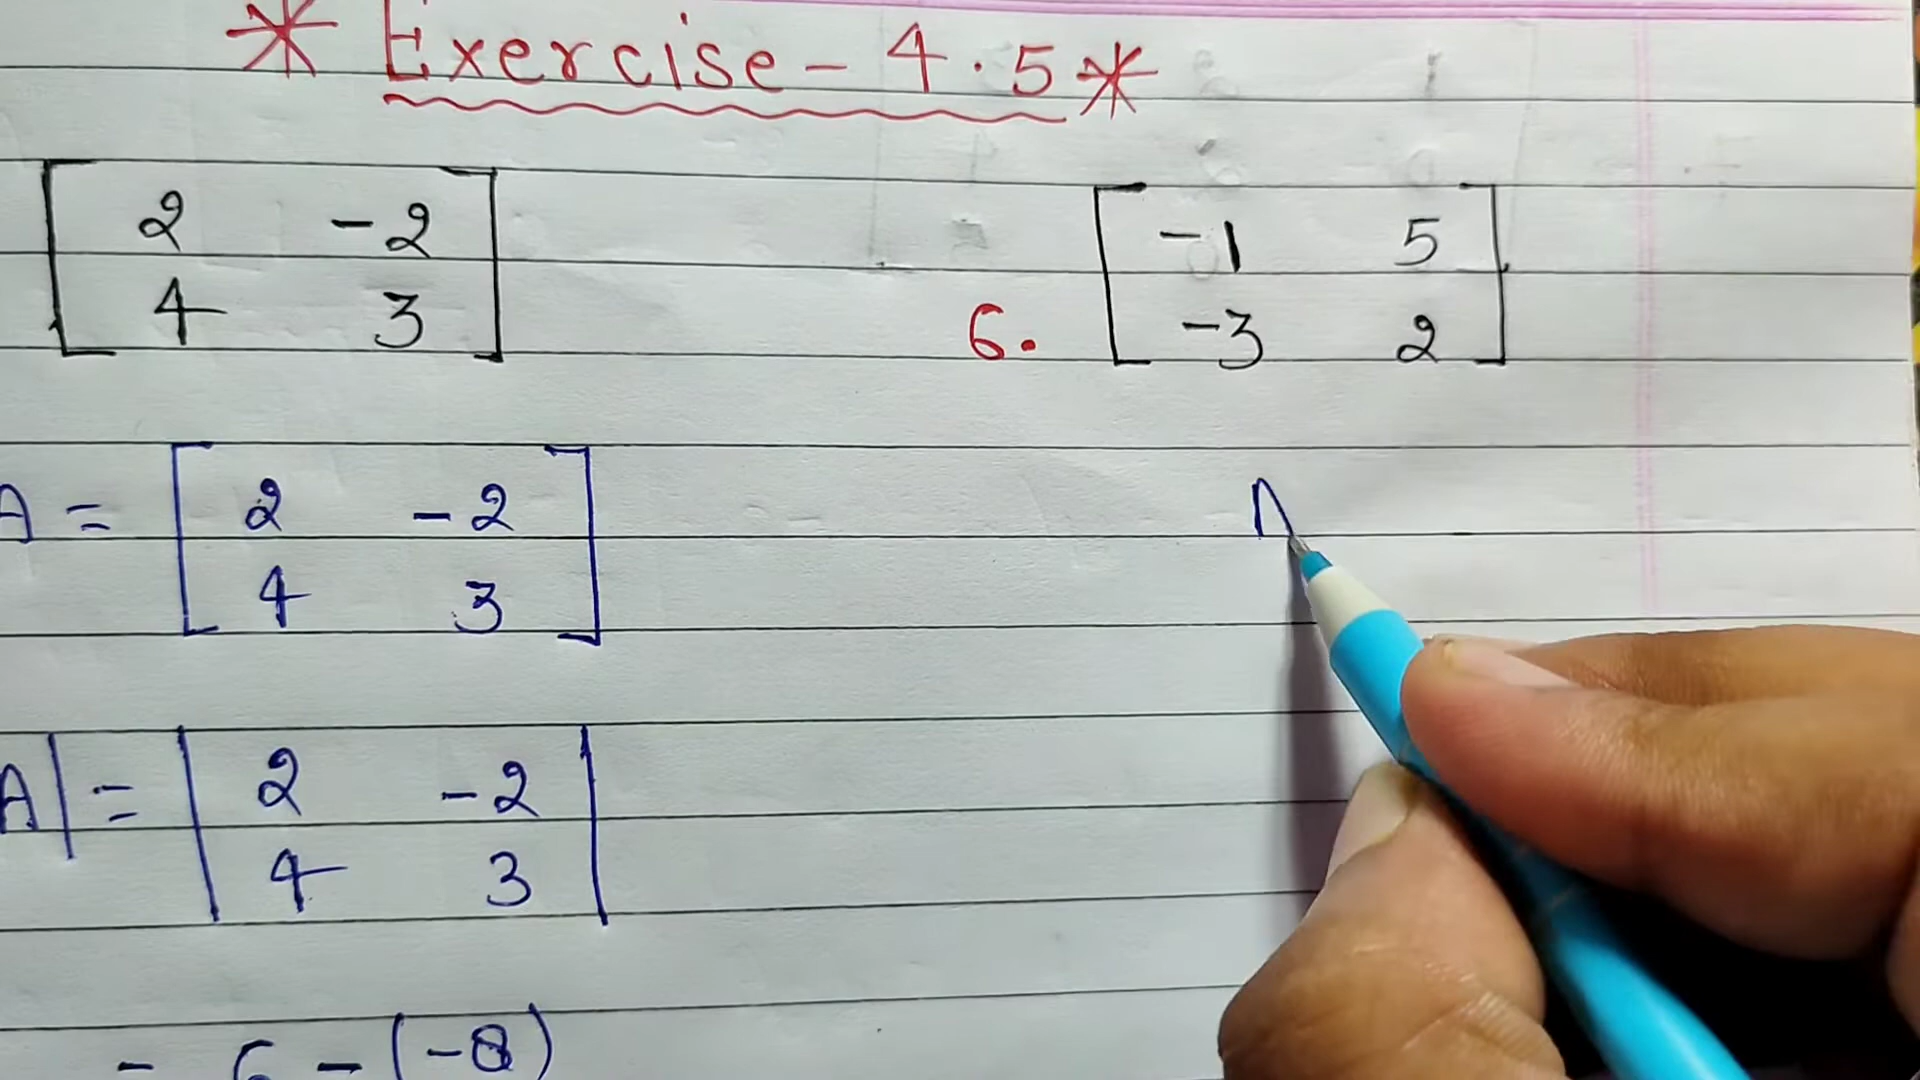 * Exercise - 4.5 *
[ 2 -2
4 3 ]
6. [ -1 5
-3 2 ]
A = [ 2 -2
4 3 ]
A
A| = | 2 -2
4 3 |
= 6 - (-8)